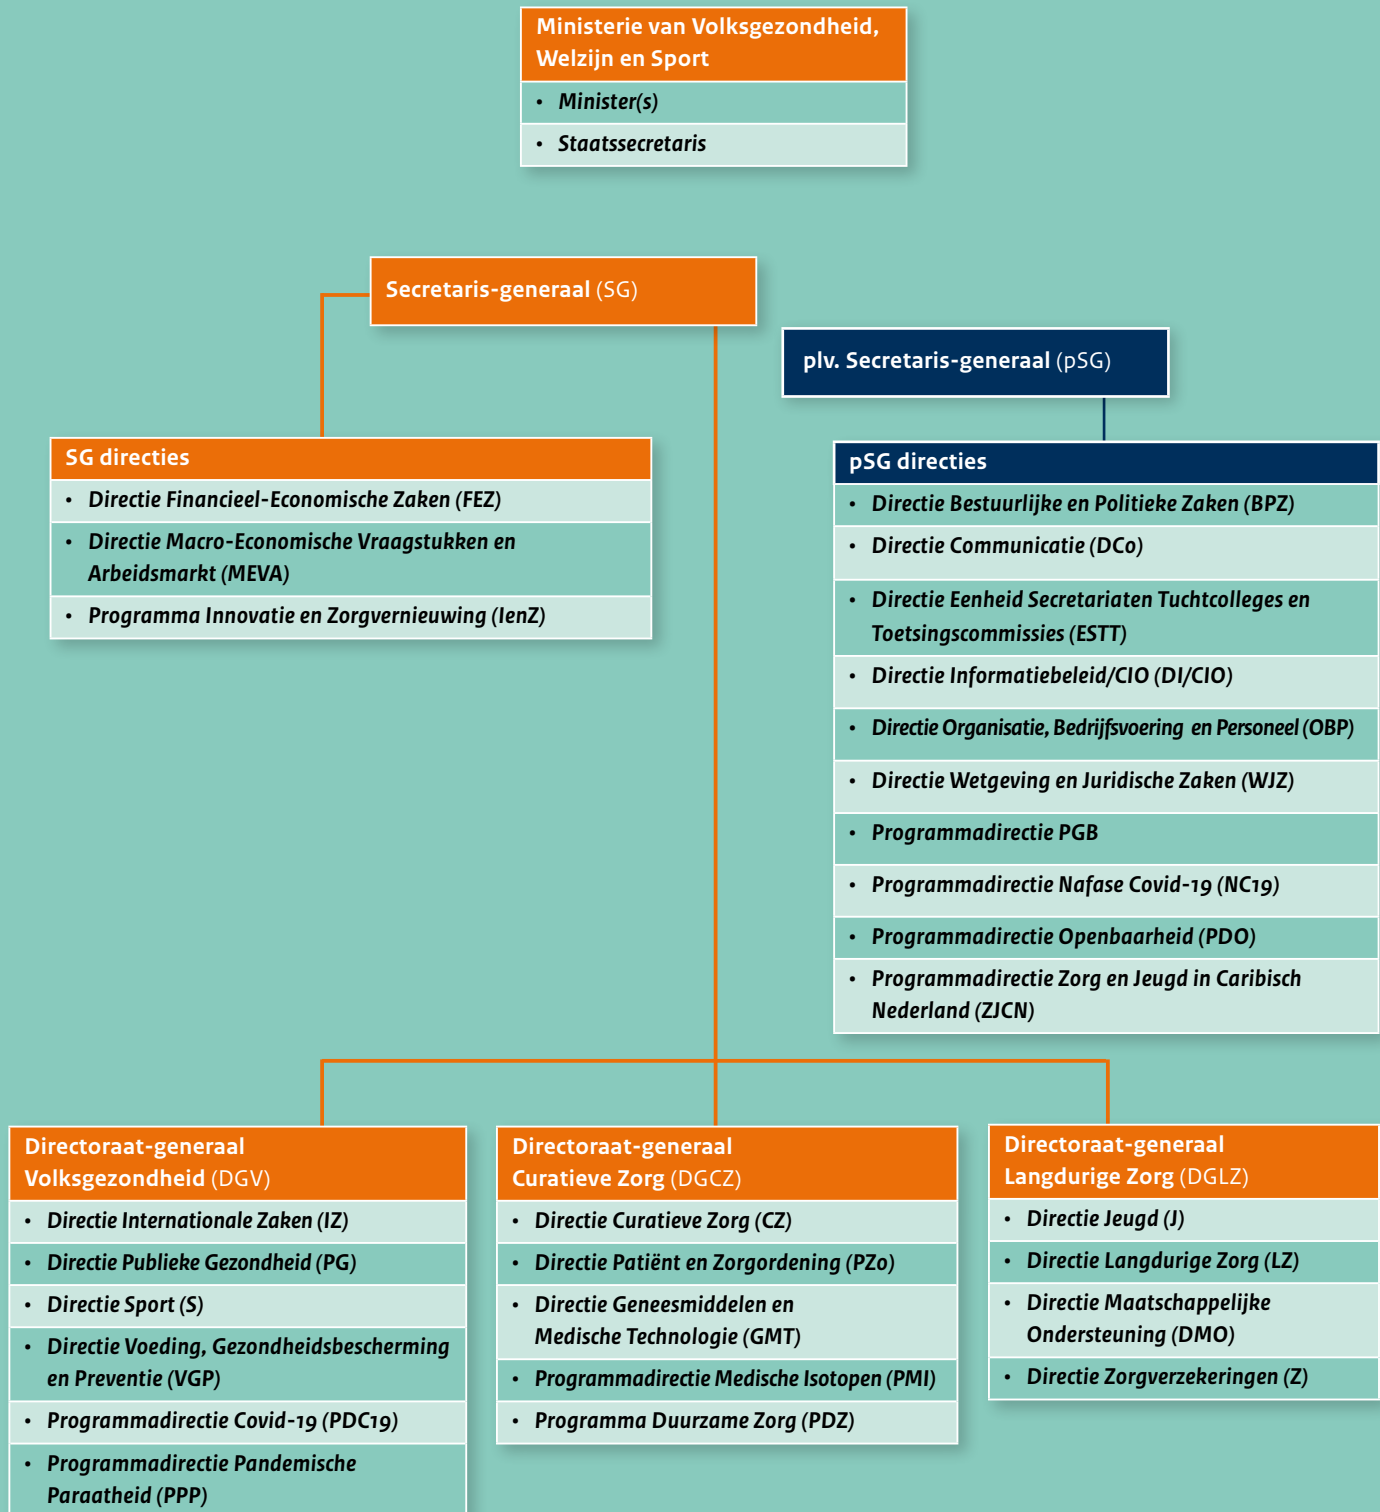 Ministerie van Volksgezondheid,
Welzijn en Sport
• Minister(s)
• Staatssecretaris
Secretaris-generaal (SG)
plv. Secretaris-generaal (pSG)
SG directies
• Directie Financieel-Economische Zaken (FEZ)
• Directie Macro-Economische Vraagstukken en
Arbeidsmarkt (MEVA)
• Programma Innovatie en Zorgvernieuwing (IenZ)
pSG directies
• Directie Bestuurlijke en Politieke Zaken (BPZ)
• Directie Communicatie (DCo)
• Directie Eenheid Secretariaten Tuchtcolleges en
Toetsingscommissies (ESTT)
• Directie Informatiebeleid/CIO (DI/CIO)
• Directie Organisatie, Bedrijfsvoering en Personeel (OBP)
• Directie Wetgeving en Juridische Zaken (WJZ)
• Programmadirectie PGB
• Programmadirectie Nafase Covid-19 (NC19)
• Programmadirectie Openbaarheid (PDO)
• Programmadirectie Zorg en Jeugd in Caribisch
Nederland (ZJCN)
Directoraat-generaal
Volksgezondheid (DGV)
• Directie Internationale Zaken (IZ)
• Directie Publieke Gezondheid (PG)
• Directie Sport (S)
• Directie Voeding, Gezondheidsbescherming
en Preventie (VGP)
• Programmadirectie Covid-19 (PDC19)
• Programmadirectie Pandemische
Paraatheid (PPP)
Directoraat-generaal
Curatieve Zorg (DGCZ)
• Directie Curatieve Zorg (CZ)
• Directie Patiënt en Zorgordening (PZo)
• Directie Geneesmiddelen en
Medische Technologie (GMT)
• Programmadirectie Medische Isotopen (PMI)
• Programma Duurzame Zorg (PDZ)
Directoraat-generaal
Langdurige Zorg (DGLZ)
• Directie Jeugd (J)
• Directie Langdurige Zorg (LZ)
• Directie Maatschappelijke
Ondersteuning (DMO)
• Directie Zorgverzekeringen (Z)